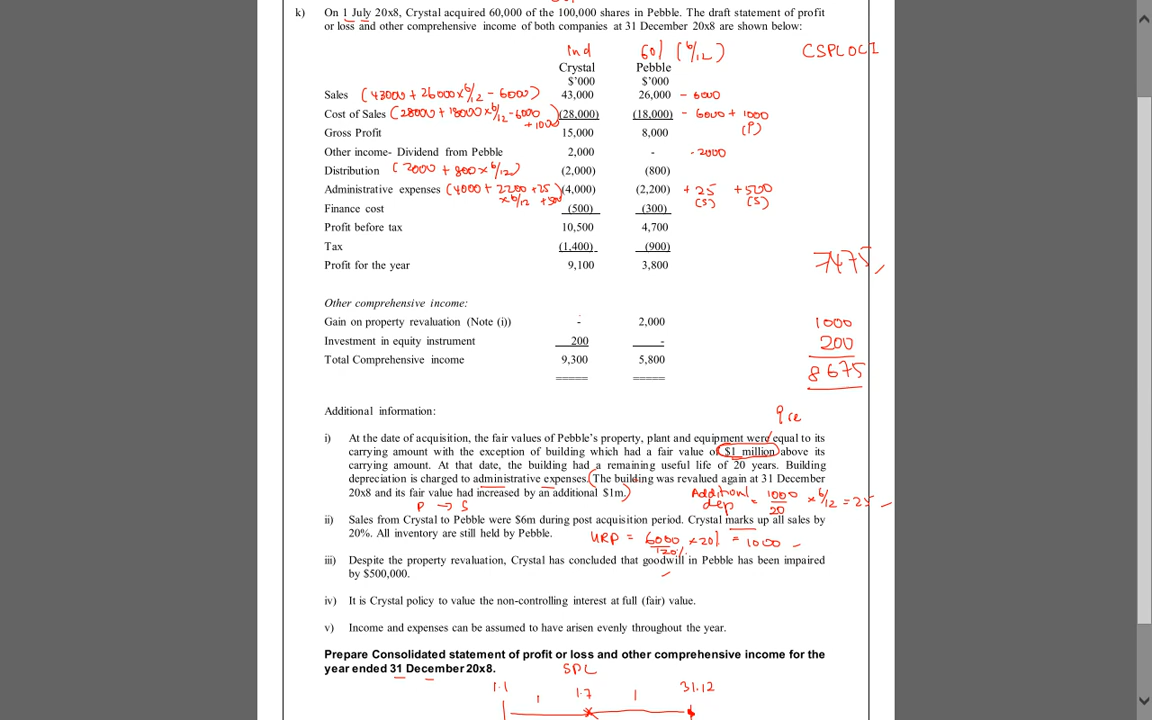 k) On 1 July 20x8, Crystal acquired 60,000 of the 100,000 shares in Pebble. The draft statement of profit
or loss and other comprehensive income of both companies at 31 December 20x8 are shown below:
Ind 60% (6/12) CSPLOCI
Crystal Pebble
$'000 $'000
Sales (43000 + 26000 x 6/12 - 6000) 43,000 26,000 - 6000
Cost of Sales (28000 + 18000 x 6/12 - 6000 + 1000) (28,000) (18,000) - 6000 + 1000
Gross Profit 15,000 8,000 (P)
Other income- Dividend from Pebble 2,000 - - 2000
Distribution (2000 + 800 x 6/12) (2,000) (800)
Administrative expenses (4000 + 2200 + 25 (4,000) (2,200) + 25 +500
x 6/12 +500 (S) (S)
Finance cost (500) (300)
Profit before tax 10,500 4,700
Tax (1,400) (900)
Profit for the year 9,100 3,800 7475
Other comprehensive income:
Gain on property revaluation (Note (i)) - 2,000 1000
Investment in equity instrument 200 - 200
Total Comprehensive income 9,300 5,800 8675
===== =====
Additional information:
i) At the date of acquisition, the fair values of Pebble's property, plant and equipment were equal to its
carrying amount with the exception of building which had a fair value of $1 million above its
carrying amount. At that date, the building had a remaining useful life of 20 years. Building
depreciation is charged to administrative expenses. (The building was revalued again at 31 December
20x8 and its fair value had increased by an additional $1m.) Additional dep = 1000/20 x 6/12 = 25
P → S
ii) Sales from Crystal to Pebble were $6m during post acquisition period. Crystal marks up all sales by
20%. All inventory are still held by Pebble. URP = 6000/120% x 20% = 1000
iii) Despite the property revaluation, Crystal has concluded that goodwill in Pebble has been impaired
by $500,000.
iv) It is Crystal policy to value the non-controlling interest at full (fair) value.
v) Income and expenses can be assumed to have arisen evenly throughout the year.
Prepare Consolidated statement of profit or loss and other comprehensive income for the
year ended 31 December 20x8. SPL
1.1 1.7 31.12